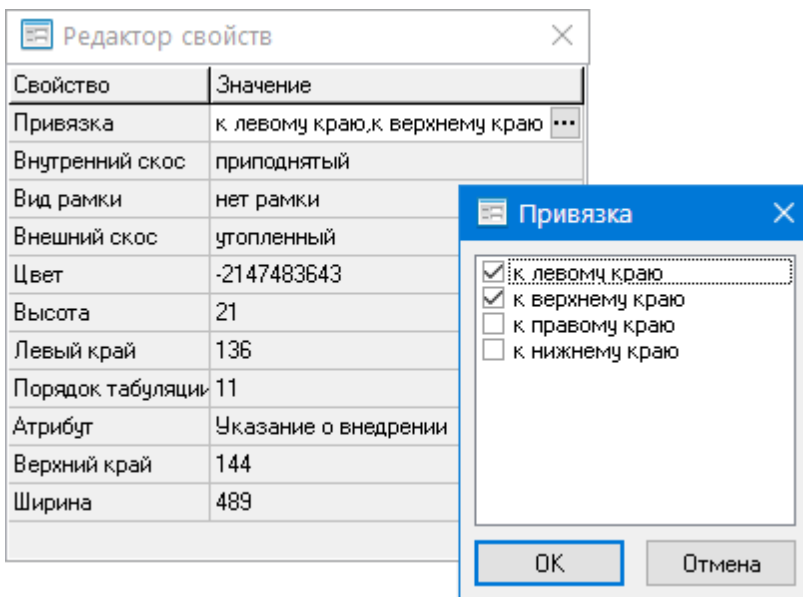 Редактор свойств
Свойство Значение
Привязка к левому краю,к верхнему краю ...
Внутренний скос приподнятый
Вид рамки нет рамки
Внешний скос утопленный
Цвет -2147483643
Высота 21
Левый край 136
Порядок табуляции 11
Атрибут Указание о внедрении
Верхний край 144
Ширина 489
Привязка
к левому краю
к верхнему краю
к правому краю
к нижнему краю
OK Отмена